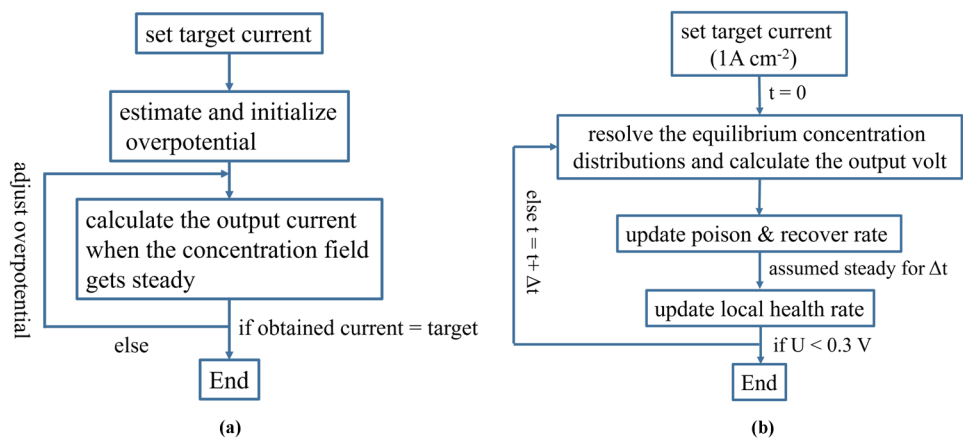 set target current
estimate and initialize
overpotential
adjust overpotential
calculate the output current
when the concentration field
gets steady
if obtained current = target
else
End
(a)
set target current
(1A cm⁻²)
t = 0
resolve the equilibrium concentration
distributions and calculate the output volt
else t = t+ Δt
update poison & recover rate
assumed steady for Δt
update local health rate
if U < 0.3 V
End
(b)